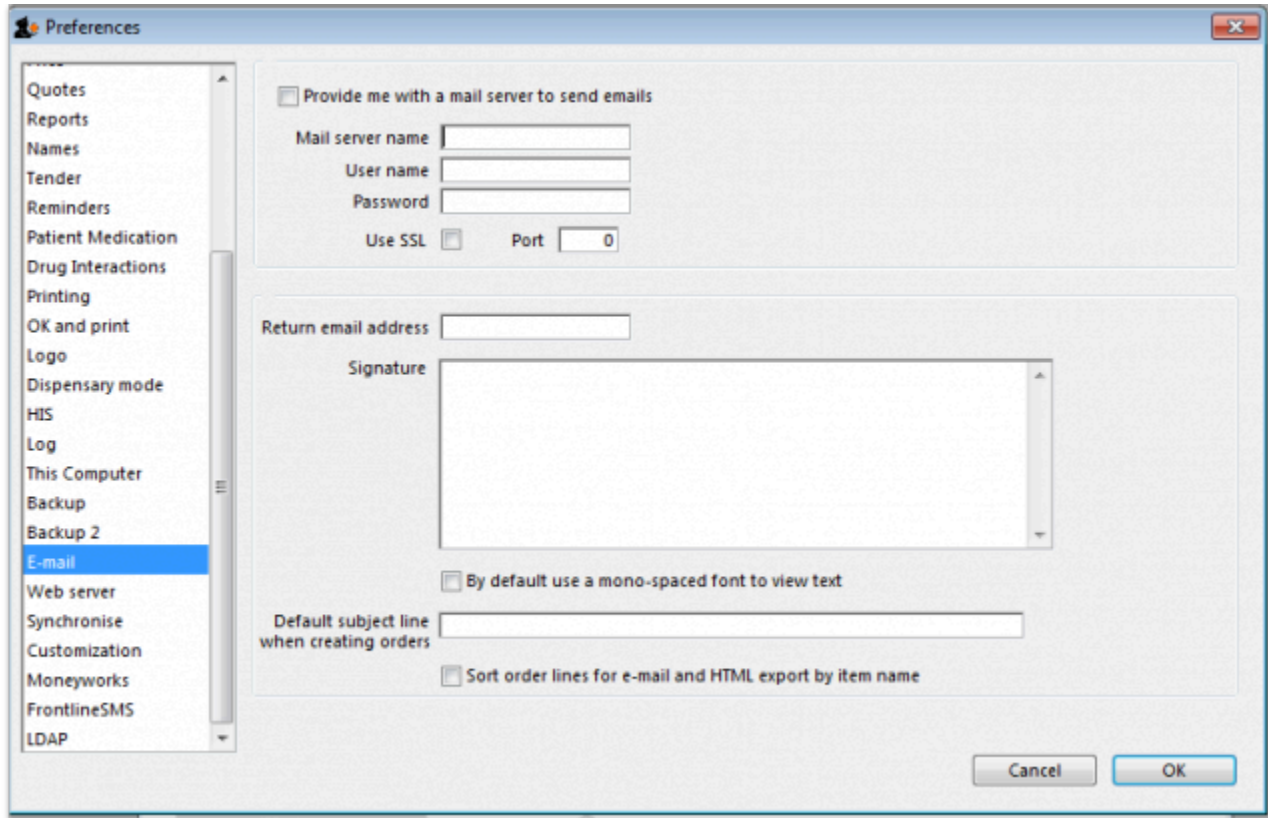 Preferences
Quotes
Reports
Names
Tender
Reminders
Patient Medication
Drug Interactions
Printing
OK and print
Logo
Dispensary mode
HIS
Log
This Computer
Backup
Backup 2
E-mail
Web server
Synchronise
Customization
Moneyworks
FrontlineSMS
LDAP
Provide me with a mail server to send emails
Mail server name
User name
Password
Use SSL Port 0
Return email address
Signature
By default use a mono-spaced font to view text
Default subject line
when creating orders
Sort order lines for e-mail and HTML export by item name
Cancel OK